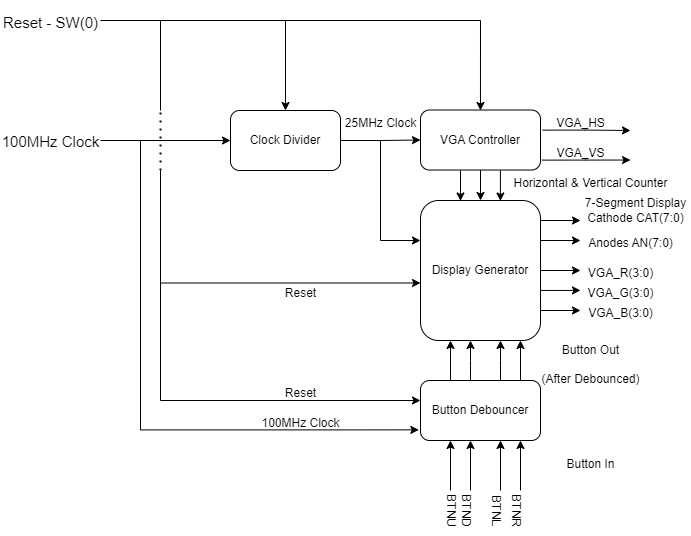 Reset - SW(0)
100MHz Clock
Clock Divider
25MHz Clock
VGA Controller
VGA_HS
VGA_VS
Horizontal & Vertical Counter
7-Segment Display
Cathode CAT(7:0)
Anodes AN(7:0)
Display Generator
VGA_R(3:0)
VGA_G(3:0)
VGA_B(3:0)
Reset
Button Out
(After Debounced)
Reset
100MHz Clock
Button Debouncer
Button In
BTNU
BTND
BTNL
BTNR